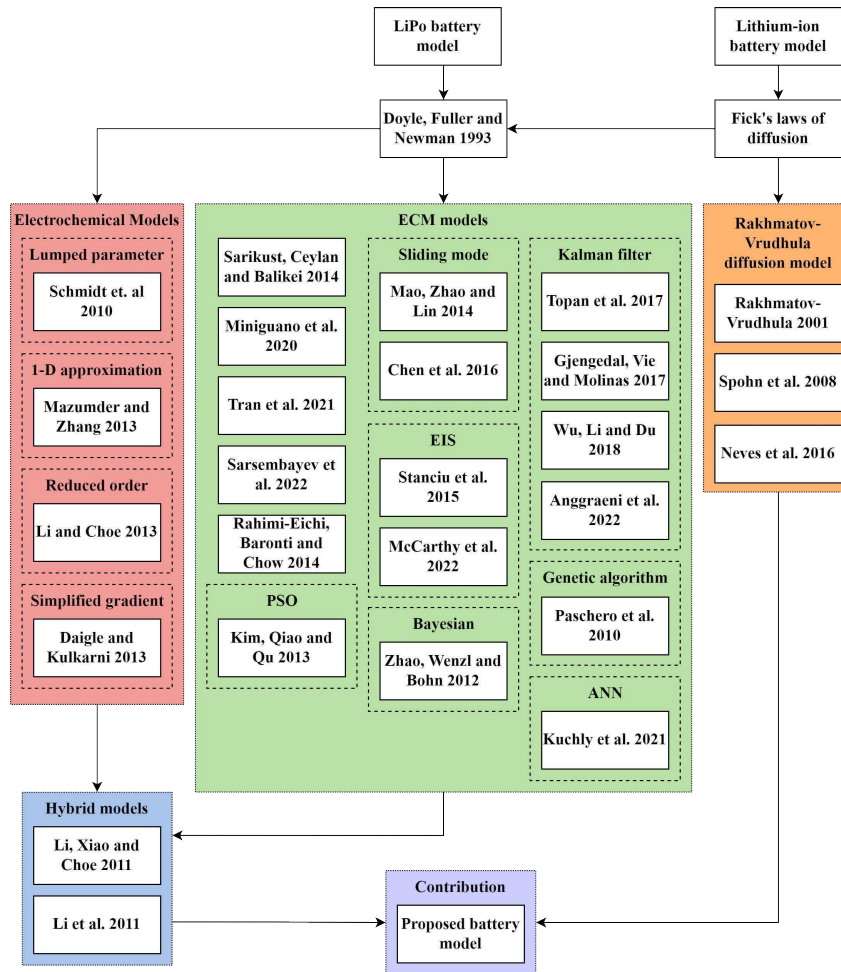 LiPo battery
model
Lithium-ion
battery model
Doyle, Fuller and
Newman 1993
Fick's laws of
diffusion
Electrochemical Models
Lumped parameter
Schmidt et. al
2010
1-D approximation
Mazumder and
Zhang 2013
Reduced order
Li and Choe 2013
Simplified gradient
Daigle and
Kulkarni 2013
ECM models
Sarikust, Ceylan
and Balikei 2014
Miniguano et al.
2020
Tran et al. 2021
Sarsembayev et
al. 2022
Rahimi-Eichi,
Baronti and
Chow 2014
PSO
Kim, Qiao and
Qu 2013
Sliding mode
Mao, Zhao and
Lin 2014
Chen et al. 2016
EIS
Stanciu et al.
2015
McCarthy et al.
2022
Bayesian
Zhao, Wenzl and
Bohn 2012
Kalman filter
Topan et al. 2017
Gjengedal, Vie
and Molinas 2017
Wu, Li and Du
2018
Anggraeni et al.
2022
Genetic algorithm
Paschero et al.
2010
ANN
Kuchly et al. 2021
Rakhmatov-
Vrudhula
diffusion model
Rakhmatov-
Vrudhula 2001
Spohn et al. 2008
Neves et al. 2016
Hybrid models
Li, Xiao and
Choe 2011
Li et al. 2011
Contribution
Proposed battery
model